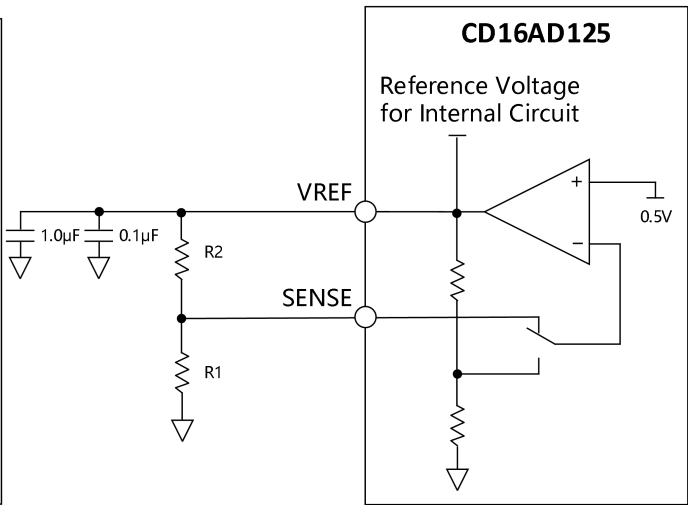 CD16AD125
Reference Voltage
for Internal Circuit
VREF
+
0.5V
1.0μF
0.1μF
R2
−
SENSE
R1